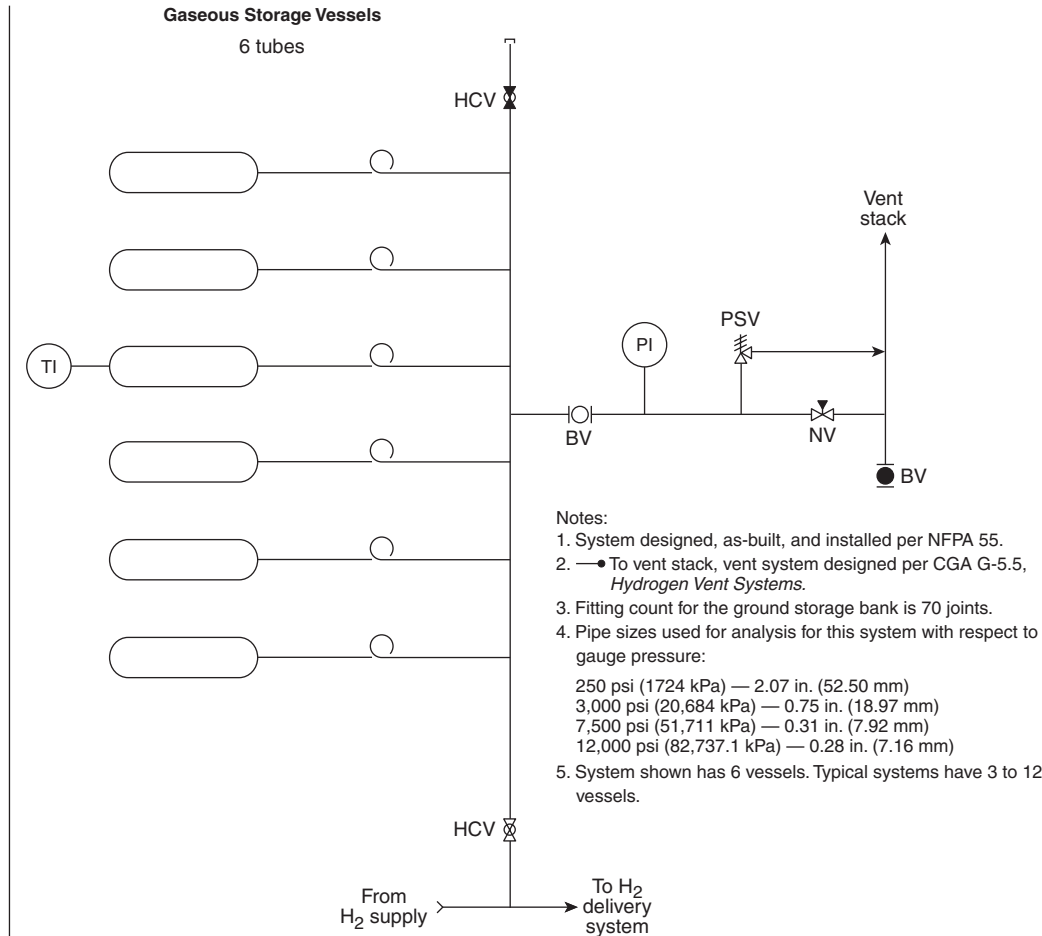 Gaseous Storage Vessels
6 tubes
HCV
Vent
stack
PSV
PI
TI
BV
NV
BV
Notes:
1. System designed, as-built, and installed per NFPA 55.
2. To vent stack, vent system designed per CGA G-5.5,
Hydrogen Vent Systems.
3. Fitting count for the ground storage bank is 70 joints.
4. Pipe sizes used for analysis for this system with respect to
gauge pressure:
250 psi (1724 kPa) — 2.07 in. (52.50 mm)
3,000 psi (20,684 kPa) — 0.75 in. (18.97 mm)
7,500 psi (51,711 kPa) — 0.31 in. (7.92 mm)
12,000 psi (82,737.1 kPa) — 0.28 in. (7.16 mm)
5. System shown has 6 vessels. Typical systems have 3 to 12
vessels.
HCV
From
H2 supply
To H2
delivery
system